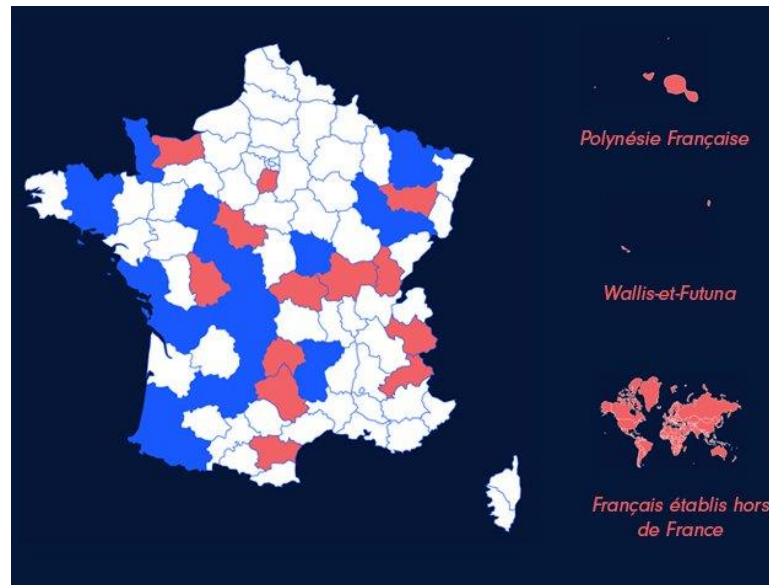 Polynésie Française
Wallis-et-Futuna
Français établis hors
de France